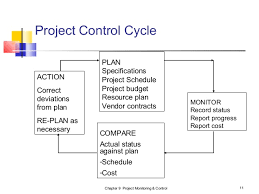 Project Control Cycle
PLAN
Specifications
Project Schedule
Project budget
Resource plan
Vendor contracts
ACTION
Correct
deviations
from plan
RE-PLAN as
necessary
MONITOR
Record status
Report progress
Report cost
COMPARE
Actual status
against plan
-Schedule
-Cost
Chapter 9: Project Monitoring & Control
11